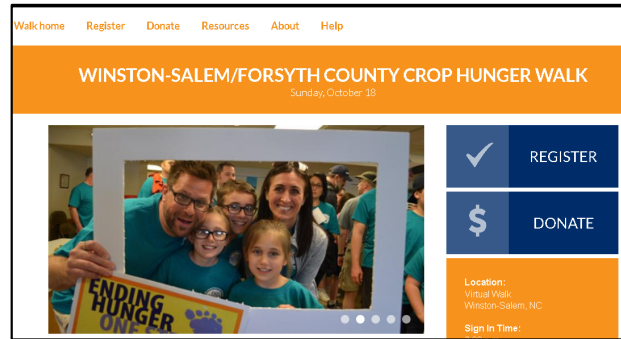 Walk home Register Donate Resources About Help
WINSTON-SALEM/FORSYTH COUNTY CROP HUNGER WALK
Sunday, October 18
REGISTER
$ DONATE
ENDING
HUNGER
ONE
Location:
Virtual Walk
Winston-Salem, NC
Sign In Time: